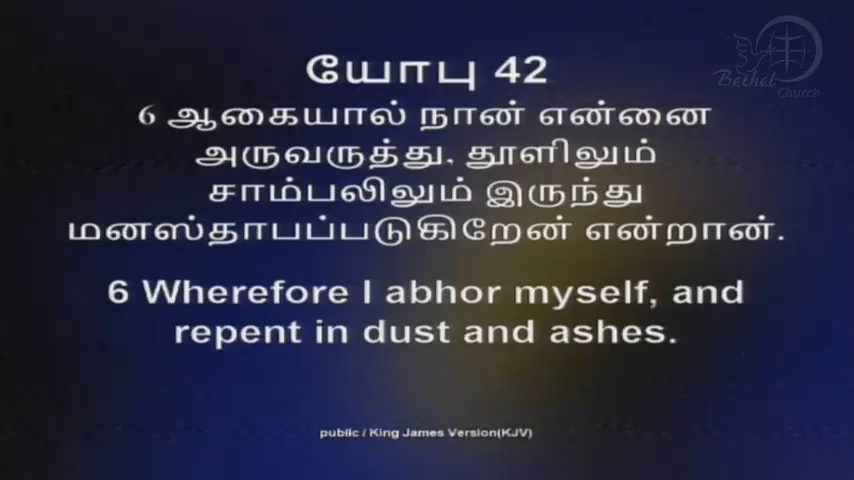 Bethel
Church
யோபு 42
6 ஆகையால் நான் என்னை
அருவருத்து, தூளிலும்
சாம்பலிலும் இருந்து
மனஸ்தாபப்படுகிறேன் என்றான்.
6 Wherefore I abhor myself, and
repent in dust and ashes.
public / King James Version(KJV)